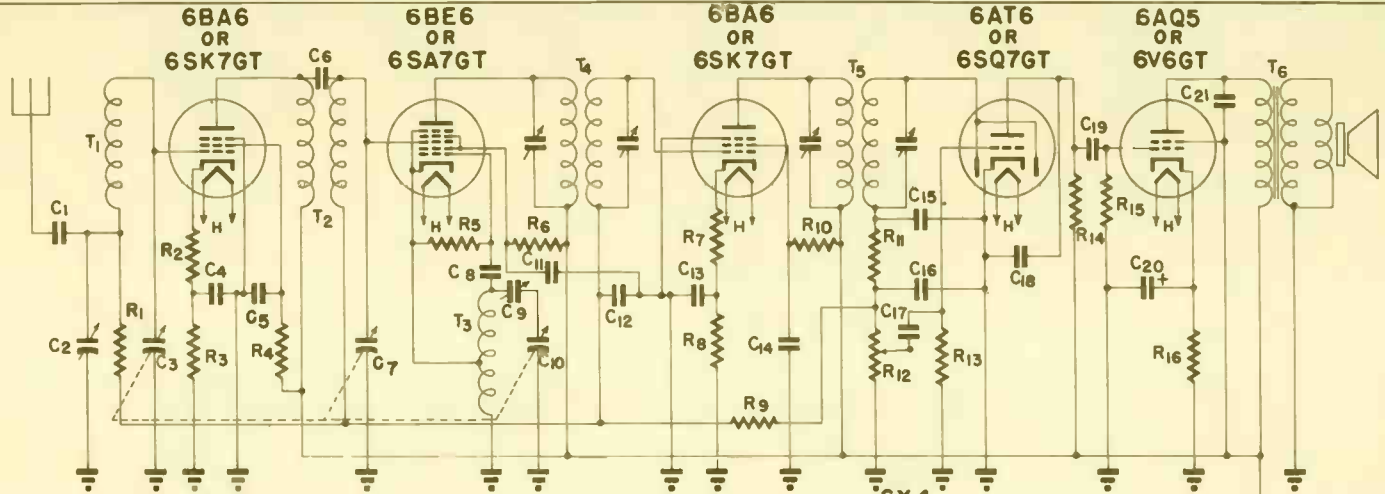 6BA6 OR 6SK7GT
6BE6 OR 6SA7GT
6BA6 OR 6SK7GT
6AT6 OR 6SQ7GT
6AQ5 OR 6V6GT
C6
T4
T5
C21
T6
T1
C19
T2
C1
R2
H
H
R5
R6
R7
H
R10
C15
R11
H
R14
R15
H
C4
C5
C8
C11
C13
C16
C18
C20
+
C2
R1
C3
R3
R4
C7
T3
C9
C10
C12
R8
C14
C17
R12
R13
R16
R9